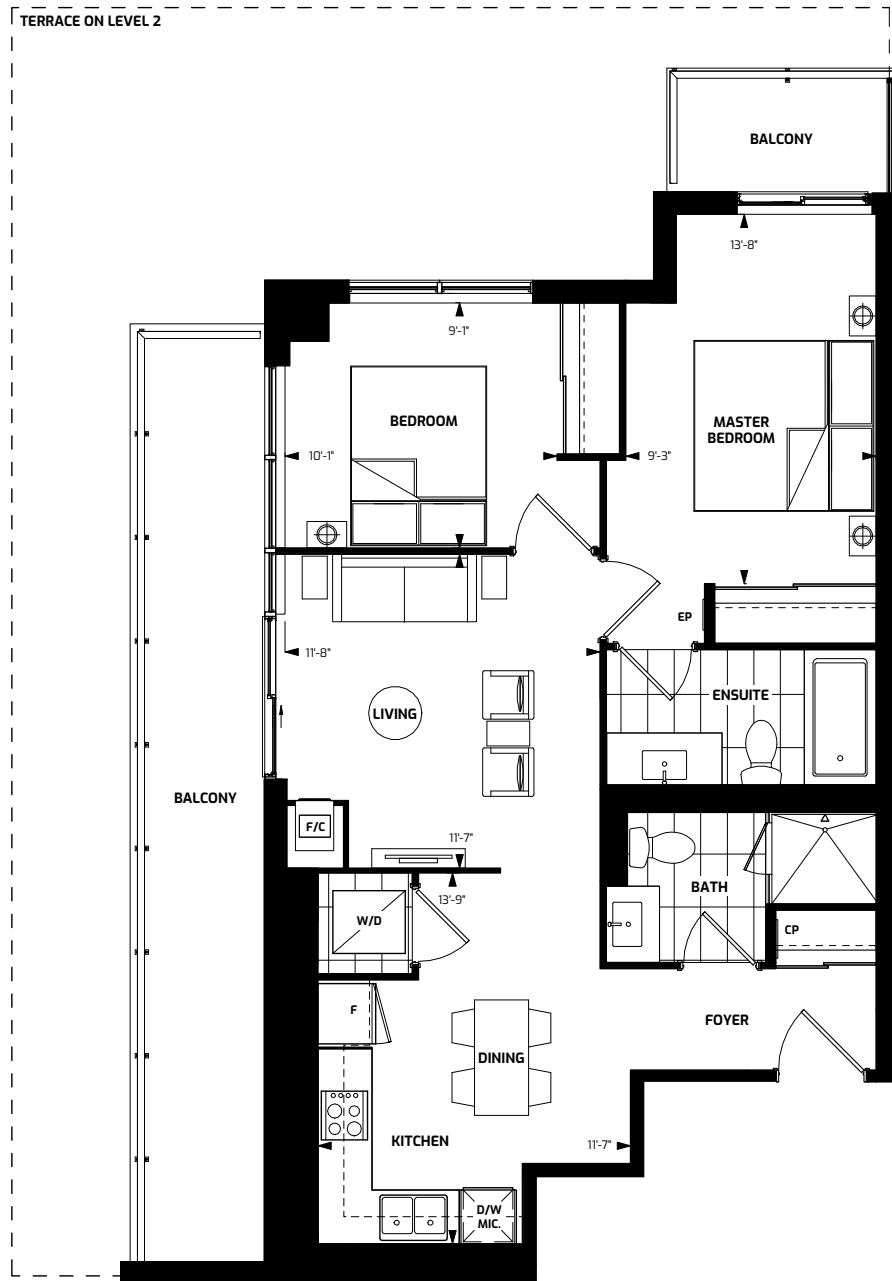 TERRACE ON LEVEL 2
BALCONY
13'-8"
9'-1"
BEDROOM
MASTER
BEDROOM
10'-1"
9'-3"
EP
11'-8"
ENSUITE
LIVING
BALCONY
F/C
11'-7"
BATH
13'-9"
W/D
CP
F
FOYER
DINING
KITCHEN
11'-7"
D/W
MIC.